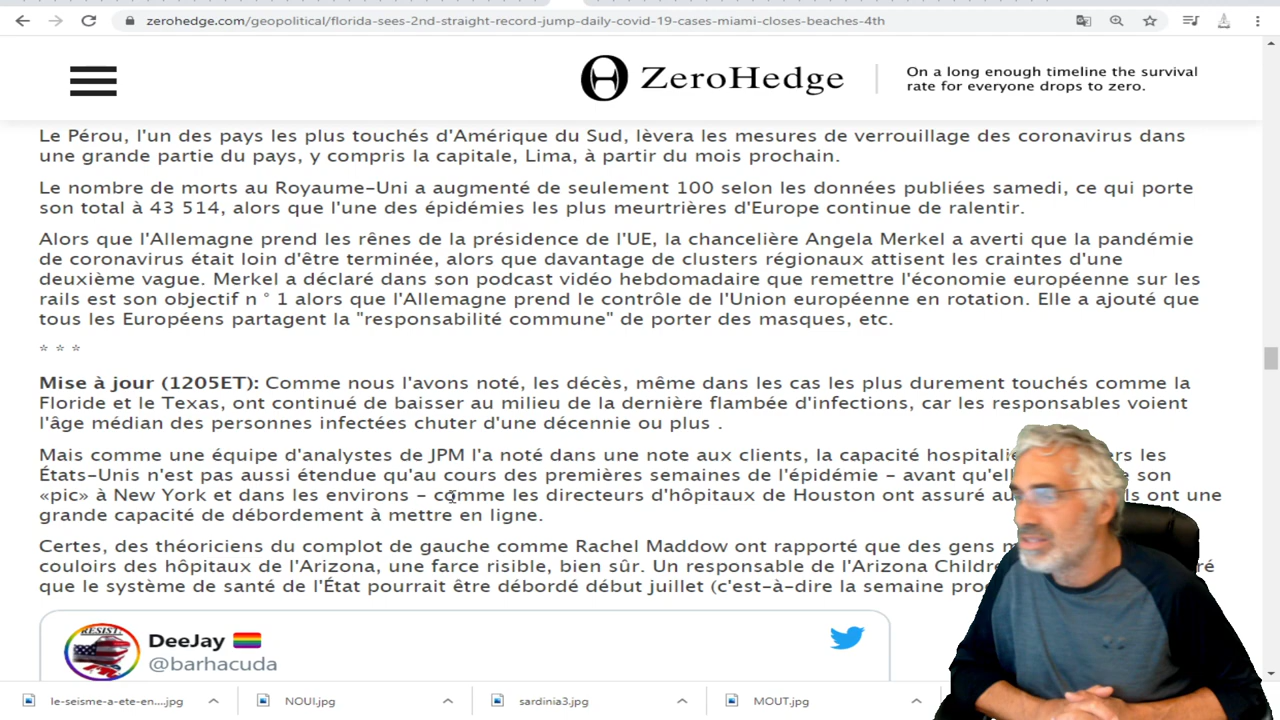 zerohedge.com/geopolitical/florida-sees-2nd-straight-record-jump-daily-covid-19-cases-miami-closes-beaches-4th
ZeroHedge
On a long enough timeline the survival
rate for everyone drops to zero.
Le Pérou, l'un des pays les plus touchés d'Amérique du Sud, lèvera les mesures de verrouillage des coronavirus dans
une grande partie du pays, y compris la capitale, Lima, à partir du mois prochain.
Le nombre de morts au Royaume-Uni a augmenté de seulement 100 selon les données publiées samedi, ce qui porte
son total à 43 514, alors que l'une des épidémies les plus meurtrières d'Europe continue de ralentir.
Alors que l'Allemagne prend les rênes de la présidence de l'UE, la chancelière Angela Merkel a averti que la pandémie
de coronavirus était loin d'être terminée, alors que davantage de clusters régionaux attisent les craintes d'une
deuxième vague. Merkel a déclaré dans son podcast vidéo hebdomadaire que remettre l'économie européenne sur les
rails est son objectif n ° 1 alors que l'Allemagne prend le contrôle de l'Union européenne en rotation. Elle a ajouté que
tous les Européens partagent la "responsabilité commune" de porter des masques, etc.
* * *
Mise à jour (1205ET): Comme nous l'avons noté, les décès, même dans les cas les plus durement touchés comme la
Floride et le Texas, ont continué de baisser au milieu de la dernière flambée d'infections, car les responsables voient
l'âge médian des personnes infectées chuter d'une décennie ou plus .
Mais comme une équipe d'analystes de JPM l'a noté dans une note aux clients, la capacité les
États-Unis n'est pas aussi étendue qu'au cours des premières semaines de l'épidémie - avant son
«pic» à New York et dans les environs - comme les directeurs d'hôpitaux de Houston ont assuré ont une
grande capacité de débordement à mettre en ligne.
Certes, des théoriciens du complot de gauche comme Rachel Maddow ont rapporté que des gens
couloirs des hôpitaux de l'Arizona, une farce risible, bien sûr. Un responsable de l'Arizona
que le système de santé de l'État pourrait être débordé début juillet (c'est-à-dire la semaine
RESIST
DeeJay
@barhacuda
le-seisme-a-ete-en....jpg
NOUI.jpg
sardinia3.jpg
MOUT.jpg